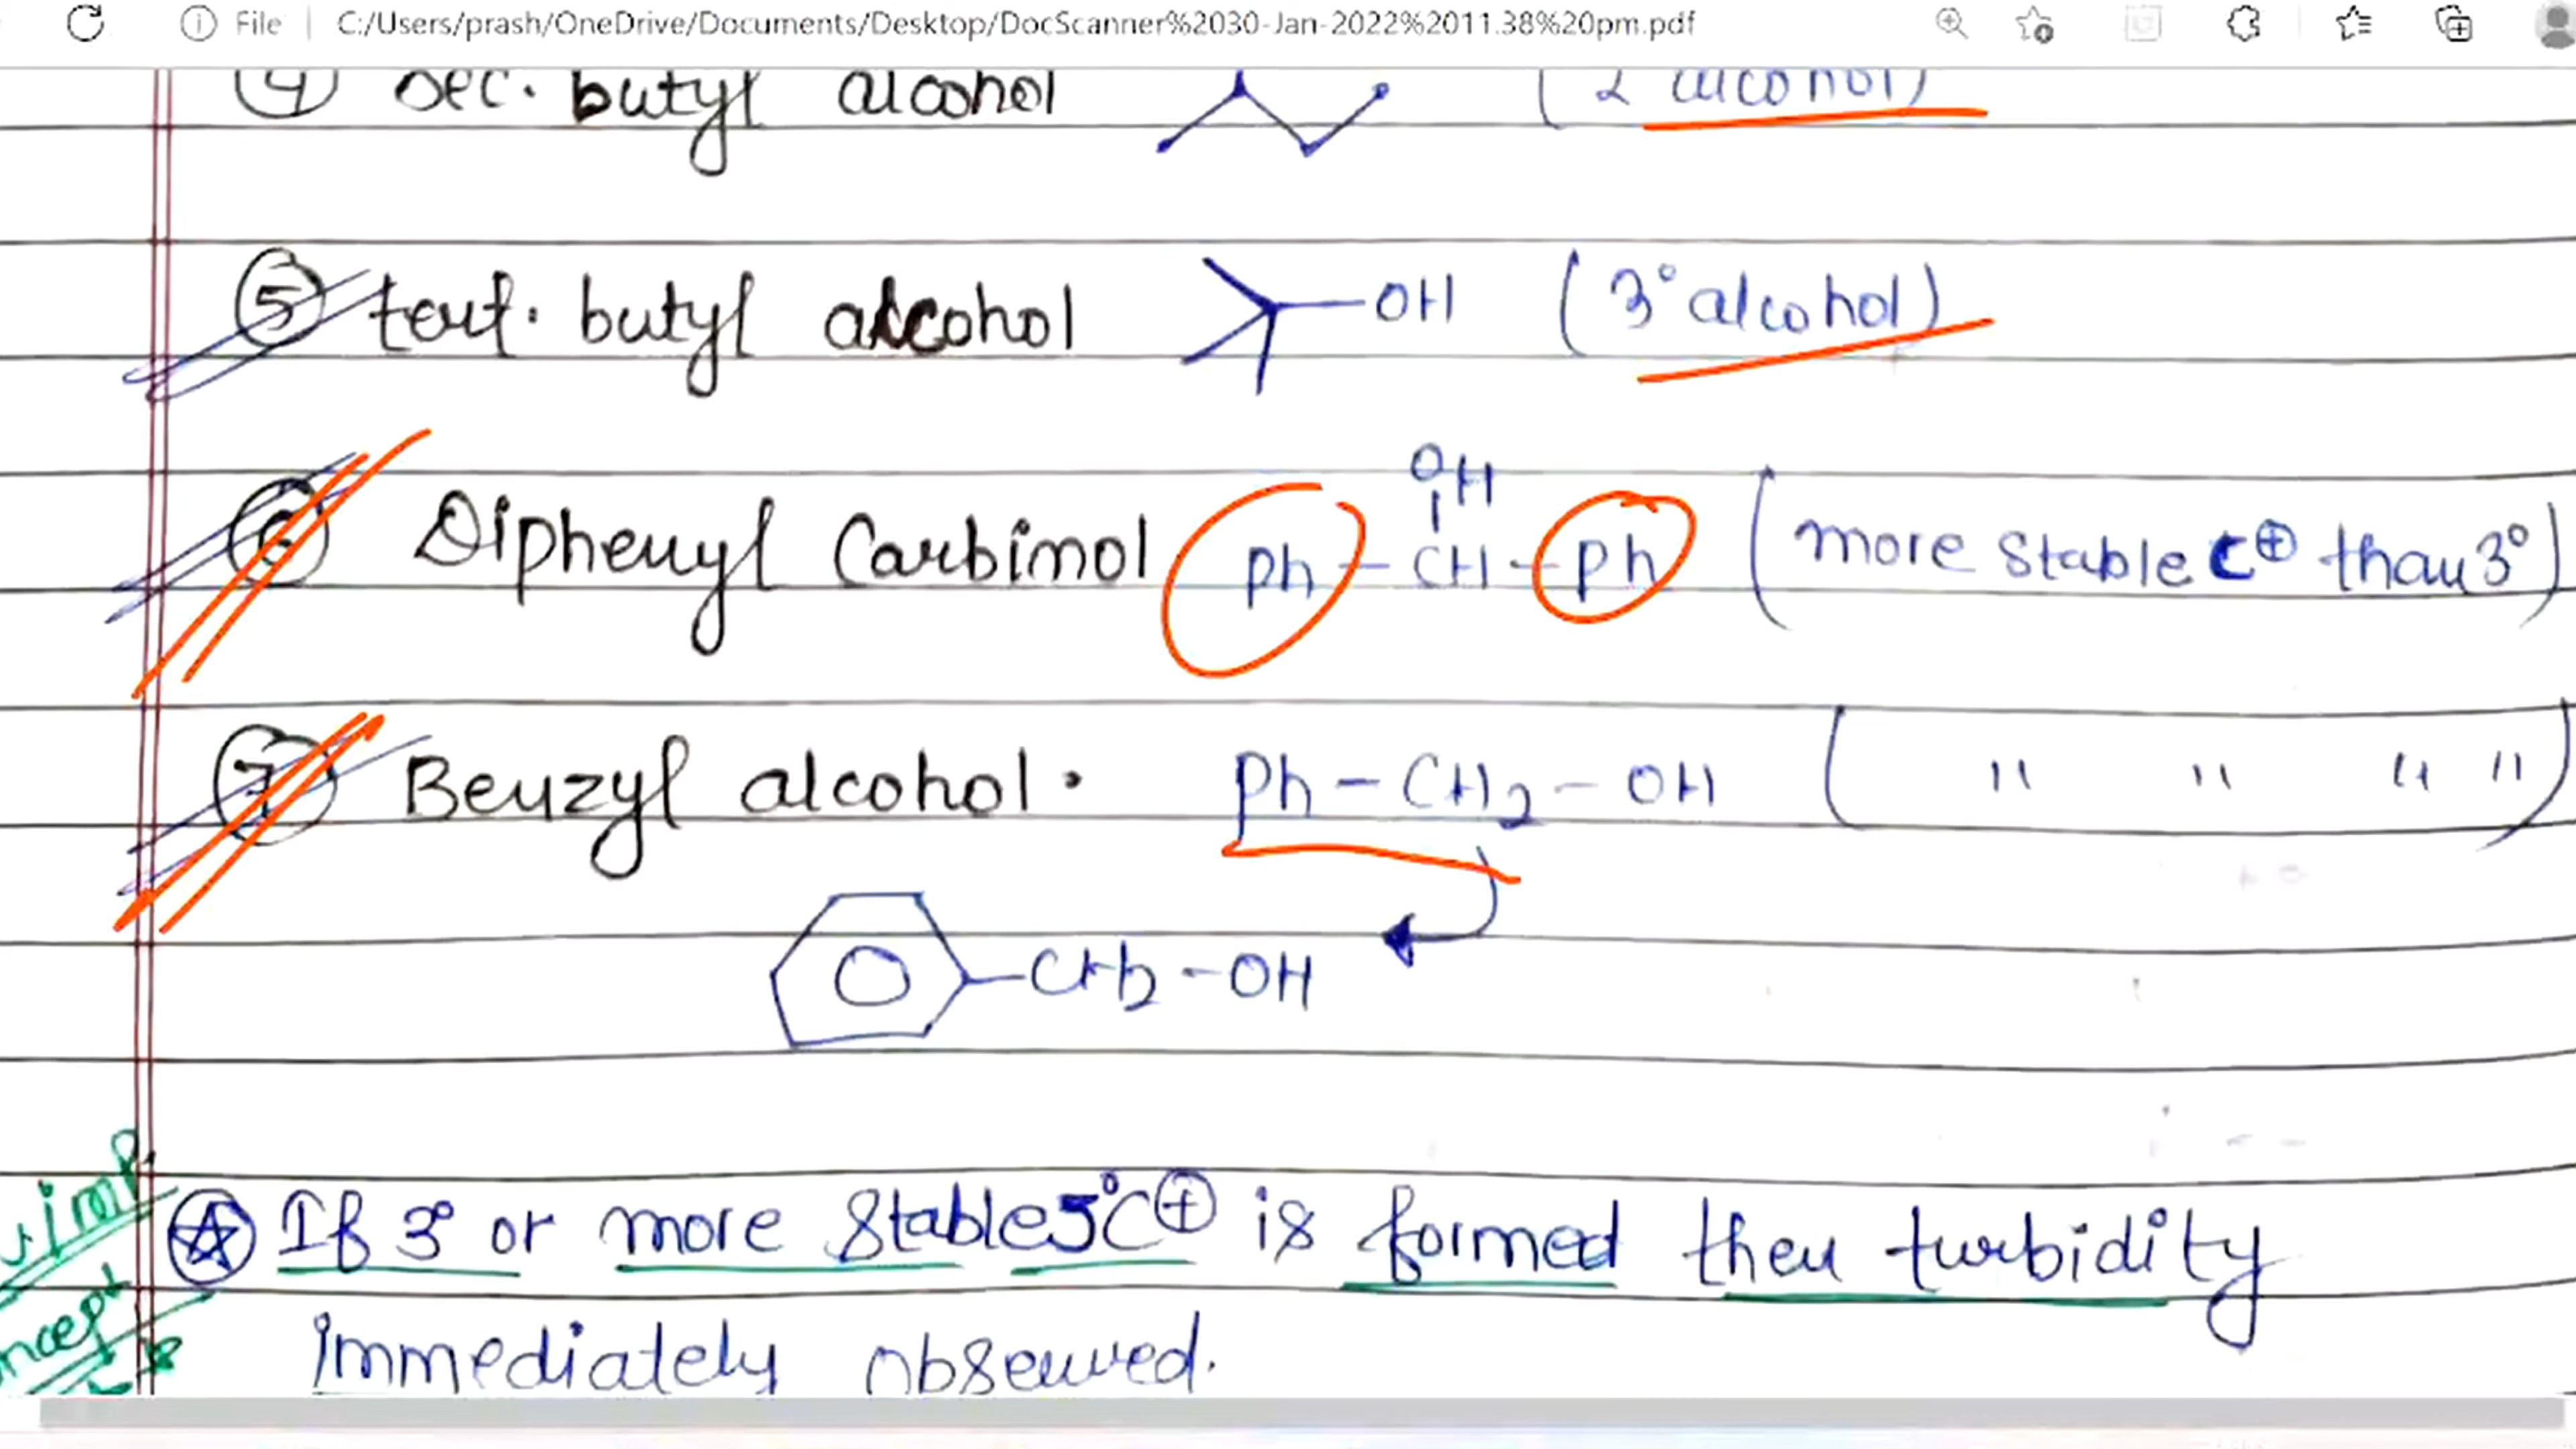 File C:/Users/prash/OneDrive/Documents/Desktop/DocScanner%2030-Jan-2022%2011.38%20pm.pdf
4 sec. butyl alcohol (2 alcohol)
5 tert. butyl alcohol OH (3° alcohol)
OH
6 Diphenyl Carbinol Ph - CH - Ph (more stable C⊕ than 3°)
7 Benzyl alcohol. Ph - CH2 - OH ( " " " " )
CH2 - OH
imp
If 3° or more stable C⊕ is formed then turbidity
immediately observed.